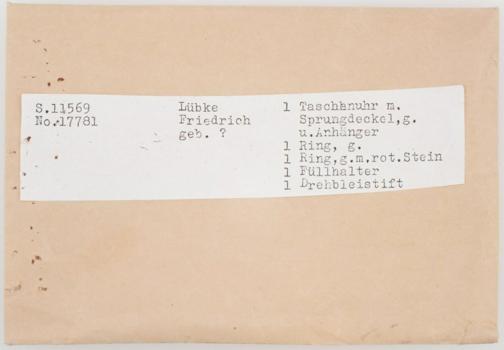 S.11569
No.17781
Lübke
Friedrich
geb. ?
1 Taschenuhr m.
Sprungdeckel,g.
u.Anhänger
1 Ring, g.
1 Ring,g.m,rot.Stein
1 Füllhalter
1 Drehbleistift